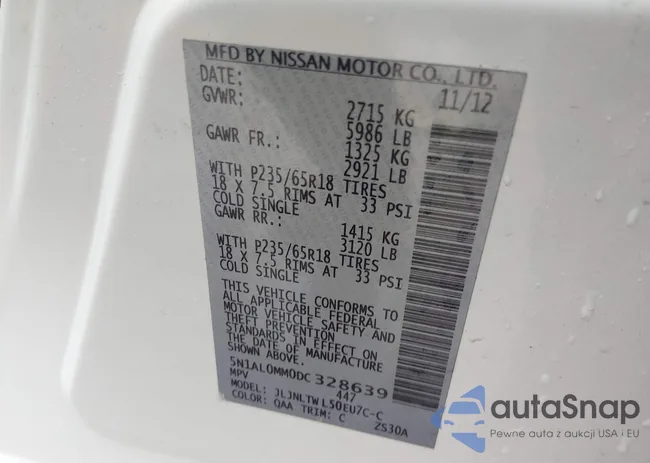 MFD BY NISSAN MOTOR CO., LTD.
DATE: 11/12
GVWR: 2715 KG
5986 LB
GAWR FR.: 1325 KG
2921 LB
WITH P235/65R18 TIRES
18 X 7.5 RIMS AT 33 PSI
COLD SINGLE
GAWR RR.: 1415 KG
3120 LB
WITH P235/65R18 TIRES
18 X 7.5 RIMS AT 33 PSI
COLD SINGLE
THIS VEHICLE CONFORMS TO
ALL APPLICABLE FEDERAL
MOTOR VEHICLE SAFETY AND
THEFT PREVENTION
STANDARDS IN EFFECT ON
THE DATE OF MANUFACTURE
SHOWN ABOVE.
5N1AL0MM0DC328639
MPV 447
MODEL: JLJNLTWL50EU7C-C
COLOR: QAA TRIM: C ZS30A
autoSnap
Pewne auta z aukcji USA i EU